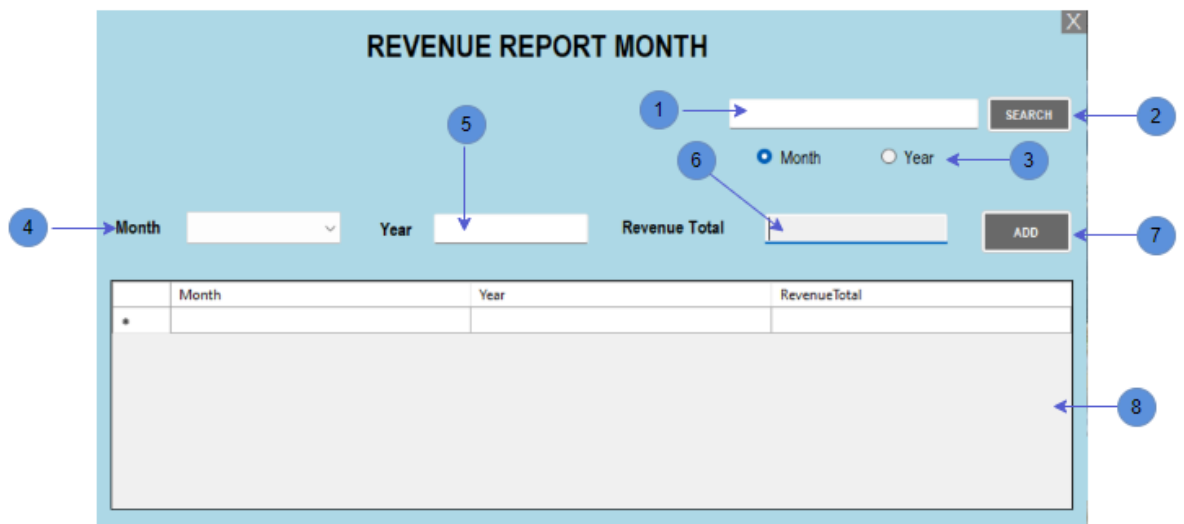 X
REVENUE REPORT MONTH
1
SEARCH
2
5
6
Month
Year
3
4
Month
Year
Revenue Total
ADD
7
Month Year RevenueTotal
8